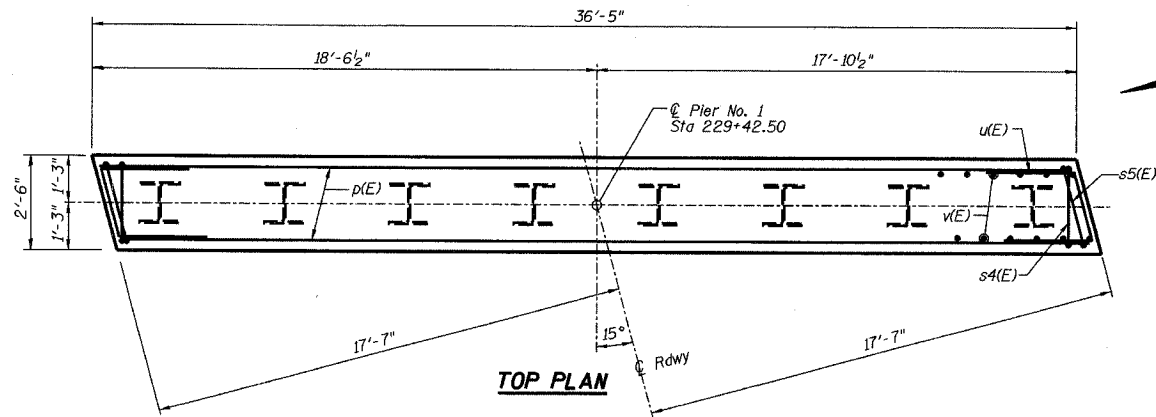 36'-5"
18'-6½"
17'-10½"
℄ Pier No. 1
Sta 229+42.50
u(E)
2'-6"
1'-3"
1'-3"
p(E)
v(E)
s5(E)
s4(E)
17'-7"
15°
17'-7"
℄ Rdwy
TOP PLAN